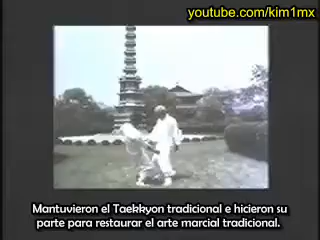 youtube.com/kim1mx
Mantuvieron el Taekkyon tradicional e hicieron su
parte para restaurar el arte marcial tradicional.